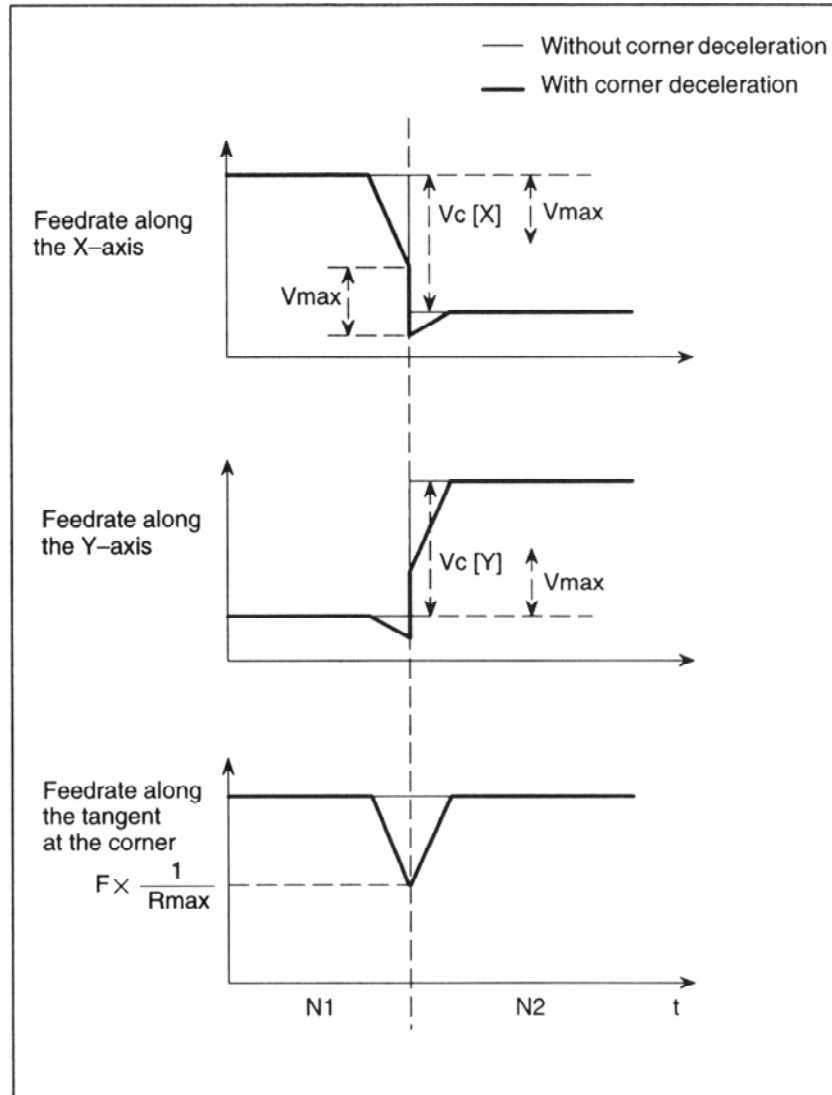 Without corner deceleration
With corner deceleration
Feedrate along
the X–axis
Vc [X]
Vmax
Vmax
Feedrate along
the Y–axis
Vc [Y]
Vmax
Feedrate along
the tangent
at the corner
F× 1
Rmax
N1
N2
t